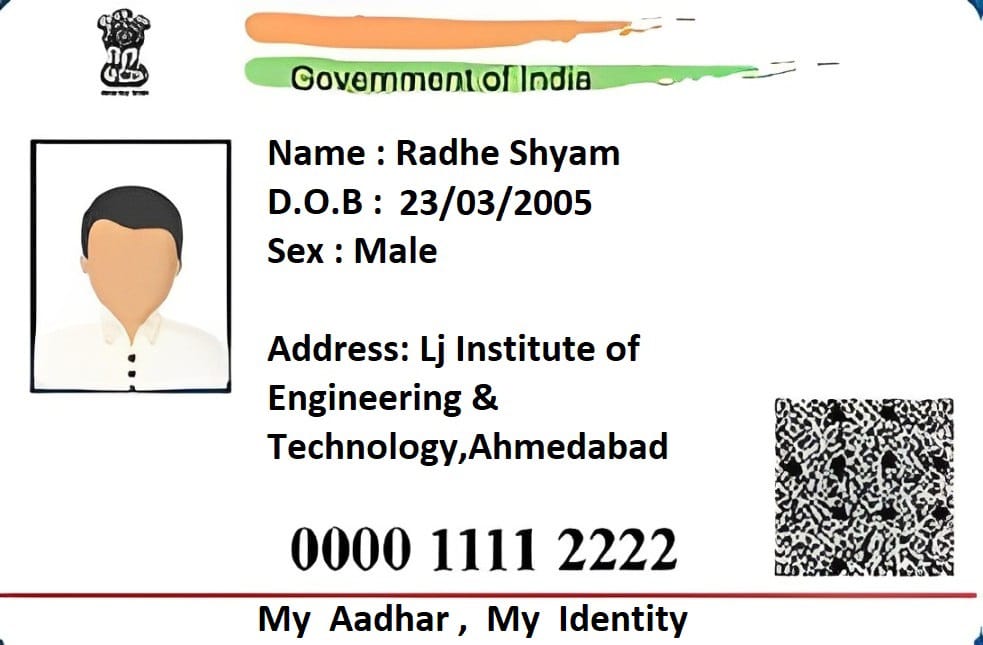 Government of India
Name : Radhe Shyam
D.O.B : 23/03/2005
Sex : Male
Address: Lj Institute of
Engineering &
Technology,Ahmedabad
0000 1111 2222
My Aadhar , My Identity